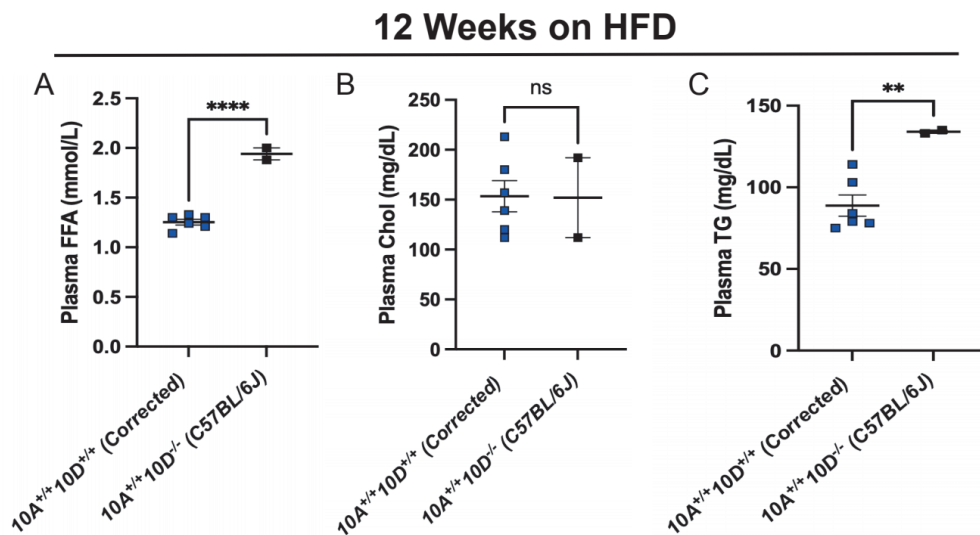 12 Weeks on HFD
A
Plasma FFA (mmol/L)
2.5
2.0
1.5
1.0
0.5
0.0
****
10A+/+10D+/+ (Corrected)
10A+/+10D-/- (C57BL/6J)
B
Plasma Chol (mg/dL)
250
200
150
100
50
0
ns
10A+/+10D+/+ (Corrected)
10A+/+10D-/- (C57BL/6J)
C
Plasma TG (mg/dL)
150
100
50
0
**
10A+/+10D+/+ (Corrected)
10A+/+10D-/- (C57BL/6J)